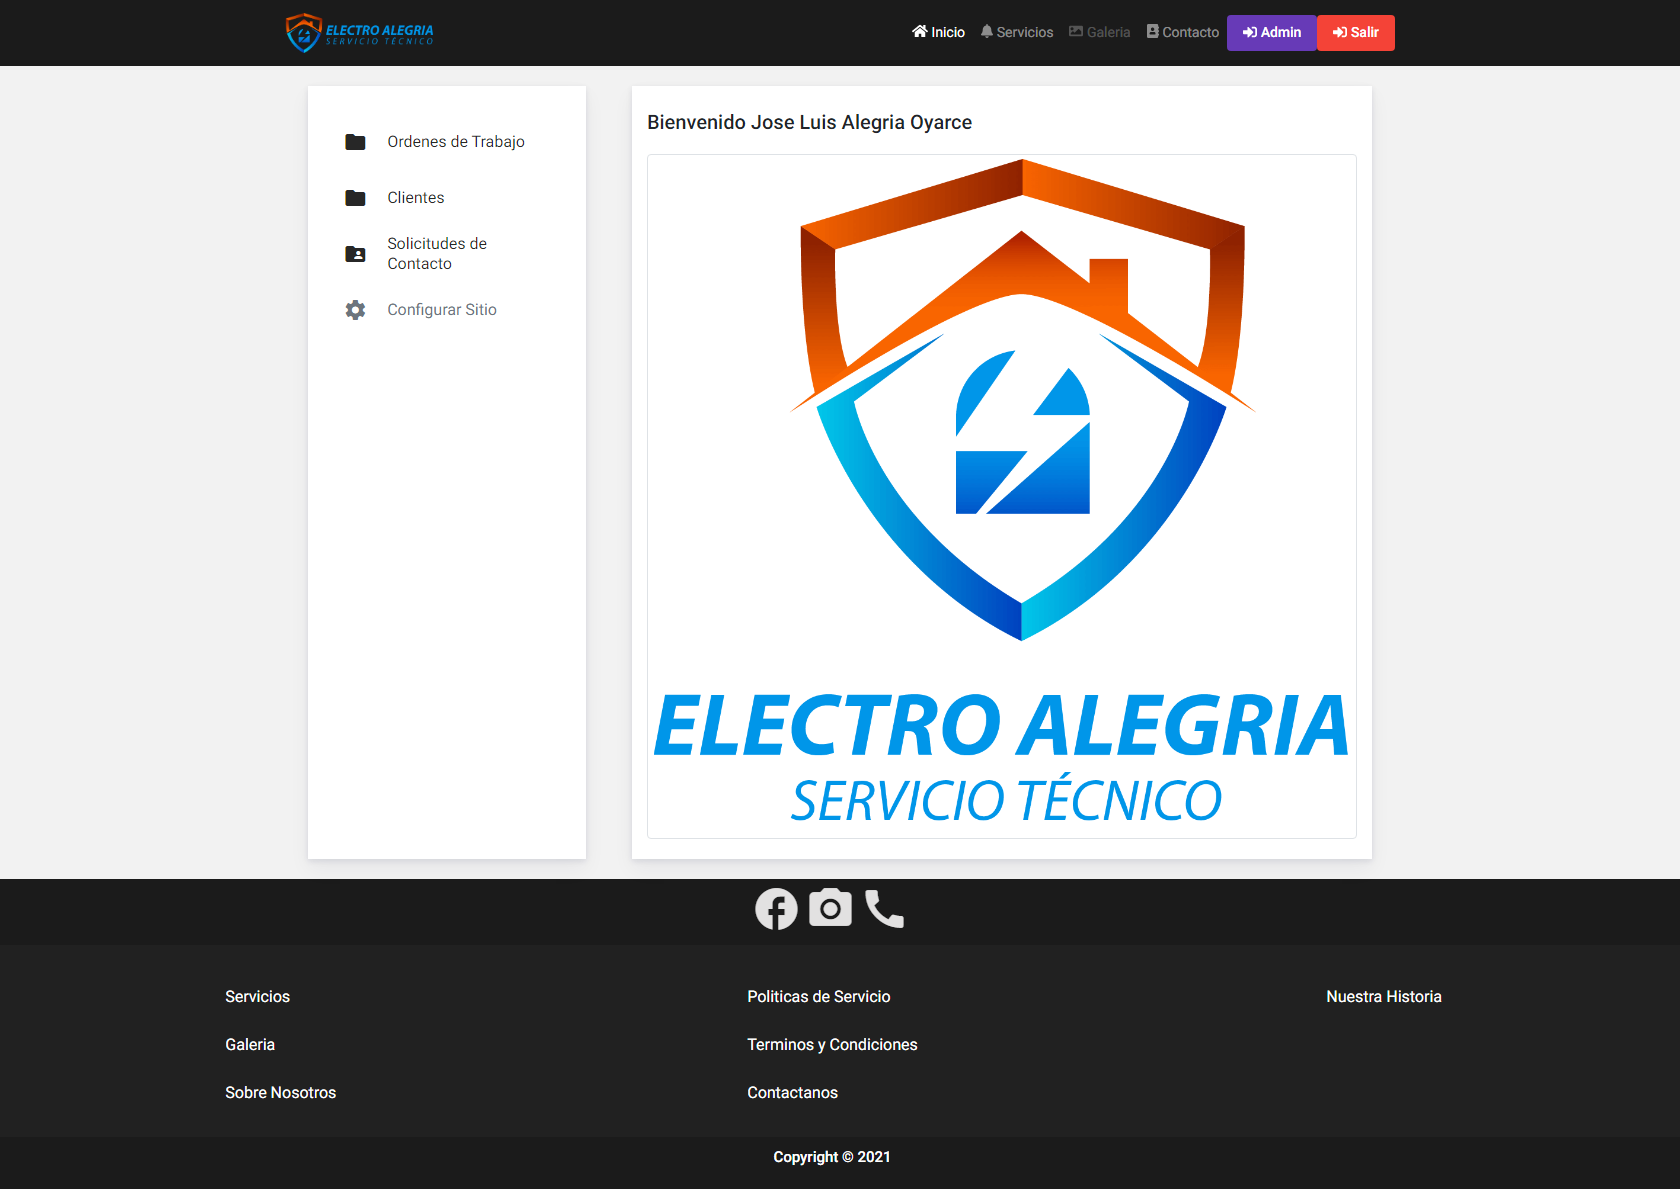 ELECTRO ALEGRIA
SERVICIO TÉCNICO
Inicio
Servicios
Galeria
Contacto
Admin
Salir
Ordenes de Trabajo
Clientes
Solicitudes de
Contacto
Configurar Sitio
Bienvenido Jose Luis Alegria Oyarce
ELECTRO ALEGRIA
SERVICIO TÉCNICO
Servicios
Politicas de Servicio
Nuestra Historia
Galeria
Terminos y Condiciones
Sobre Nosotros
Contactanos
Copyright © 2021